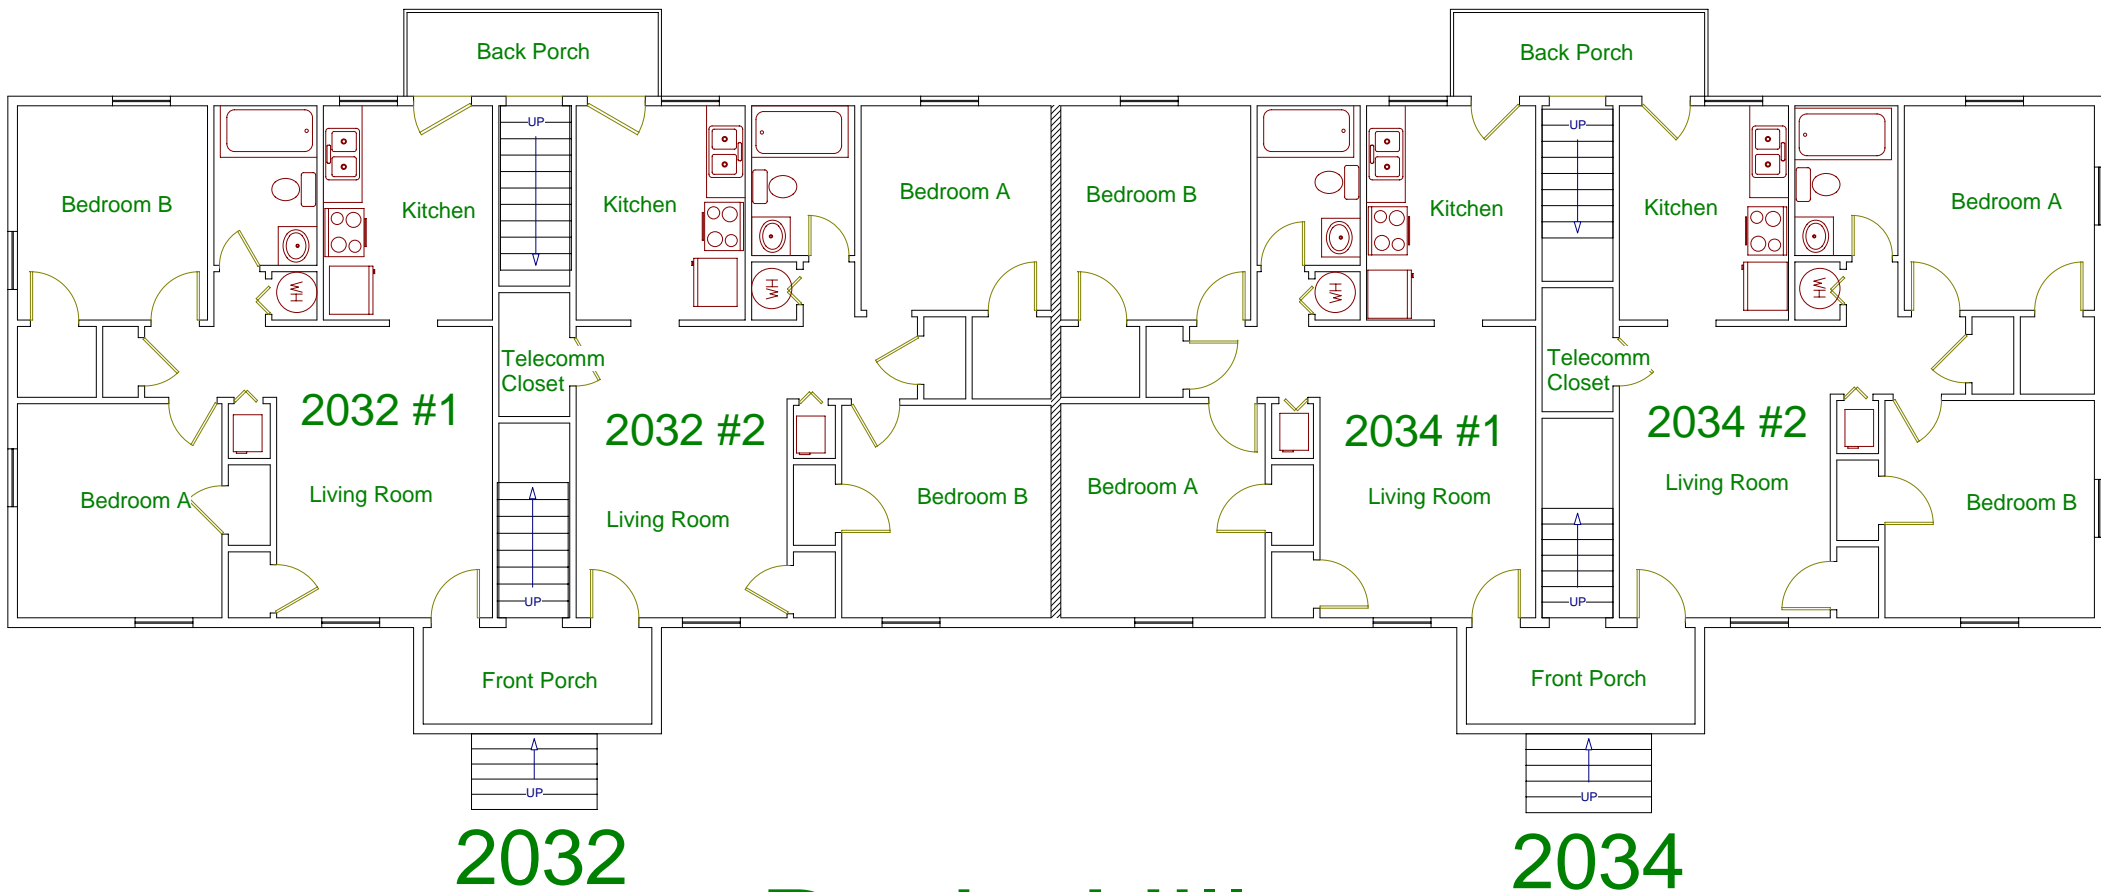 Back Porch
Back Porch
UP
UP
Bedroom B
Kitchen
Kitchen
Bedroom A
Bedroom B
Kitchen
Kitchen
Bedroom A
WH
WH
WH
WH
Telecomm
Closet
Telecomm
Closet
2032 #1
2032 #2
2034 #1
2034 #2
Bedroom A
Living Room
Living Room
Bedroom B
Bedroom A
Living Room
Living Room
Bedroom B
UP
UP
Front Porch
Front Porch
UP
UP
2032
2034